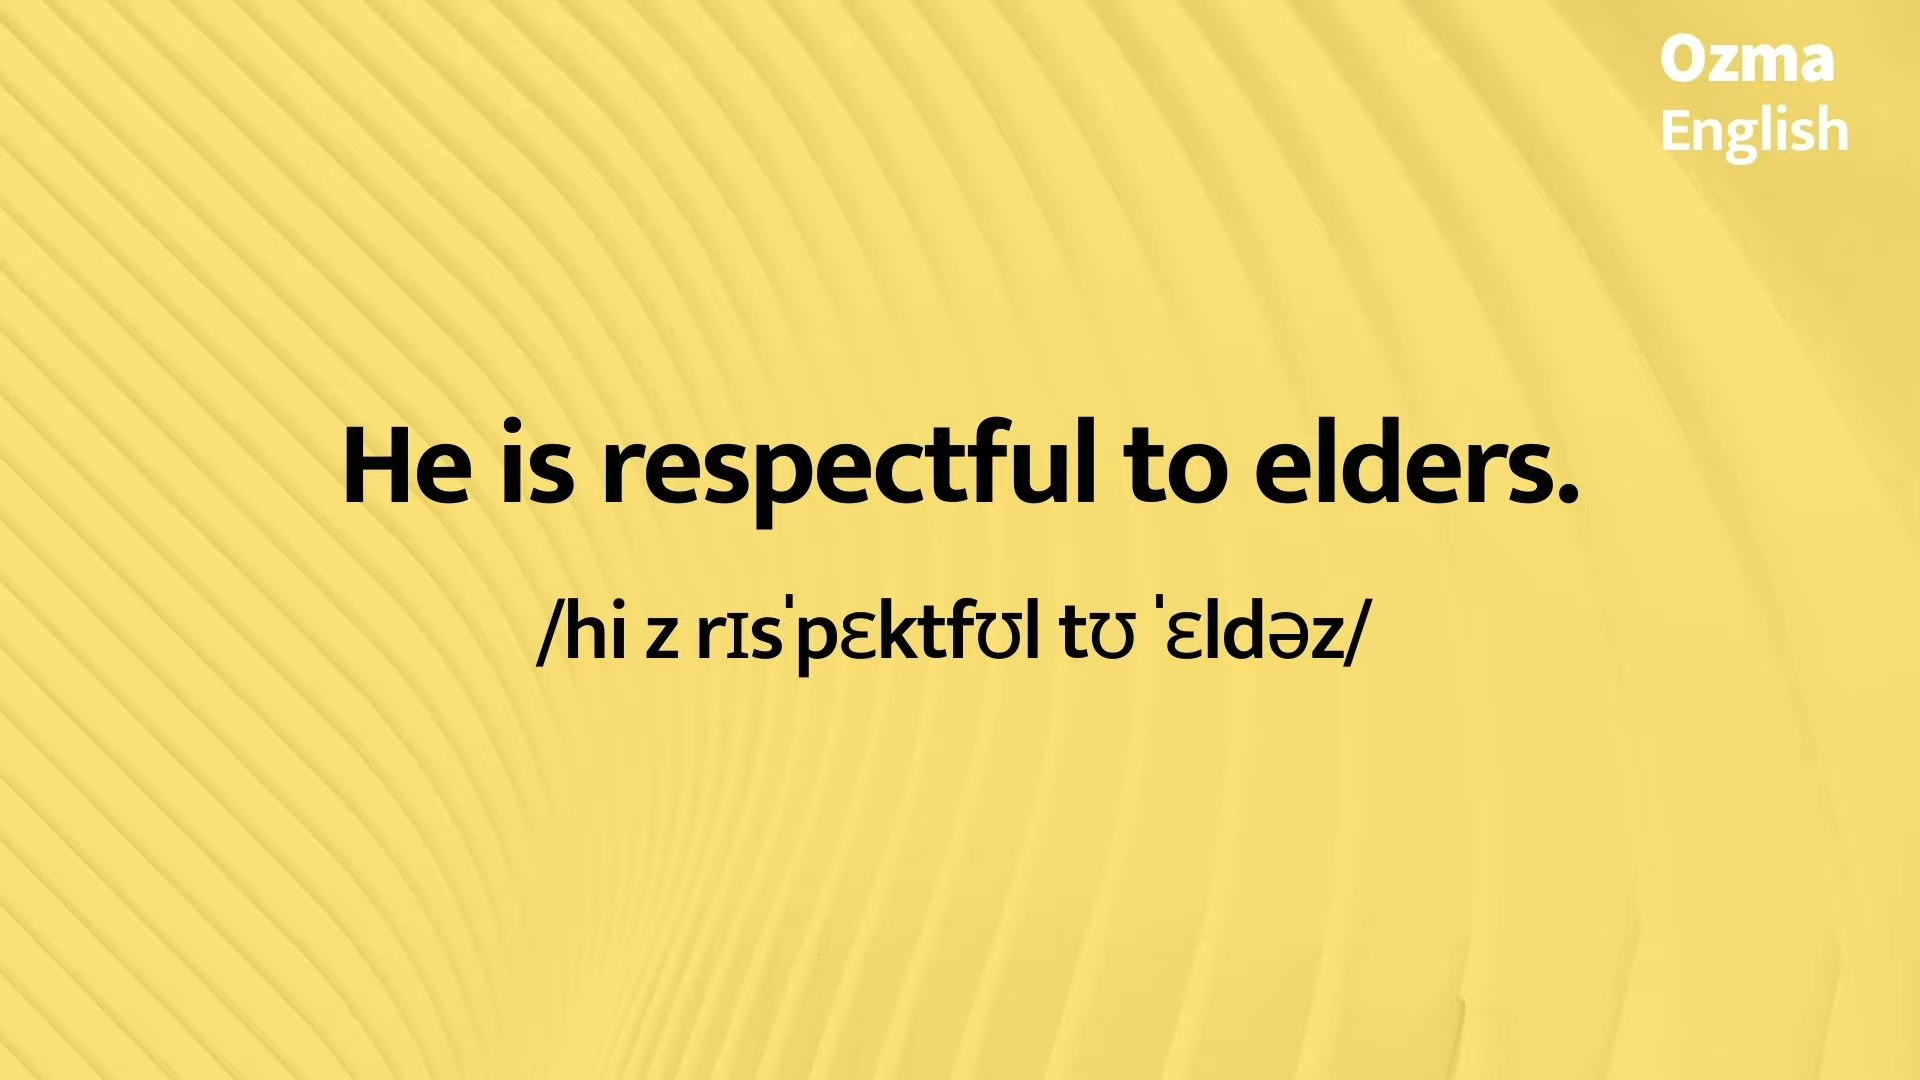 Ozma
English
He is respectful to elders.
/hi z rɪsˈpɛktfʊl tʊ ˈɛldəz/